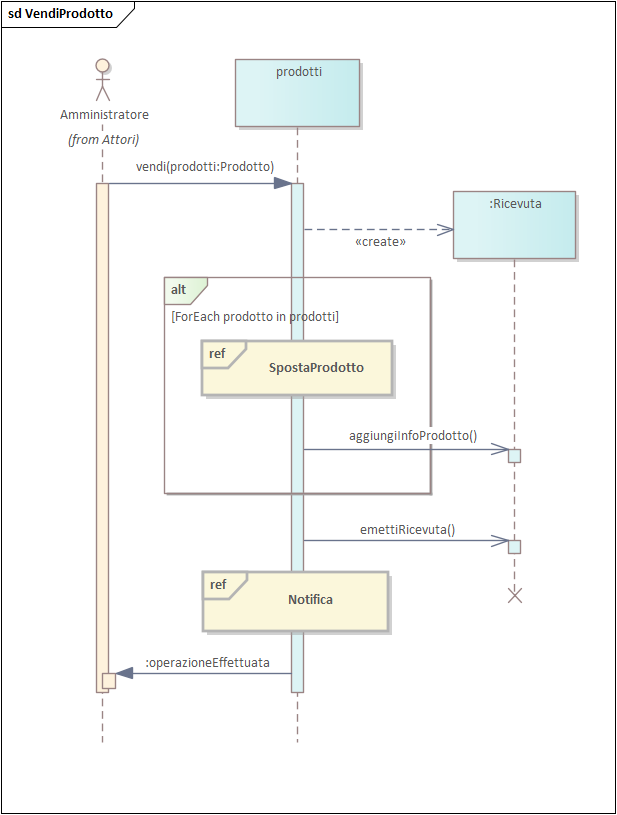 sd VendiProdotto
prodotti
Amministratore
(from Attori)
vendi(prodotti:Prodotto)
:Ricevuta
«create»
alt
[ForEach prodotto in prodotti]
ref
SpostaProdotto
aggiungiInfoProdotto()
emettiRicevuta()
ref
Notifica
:operazioneEffettuata